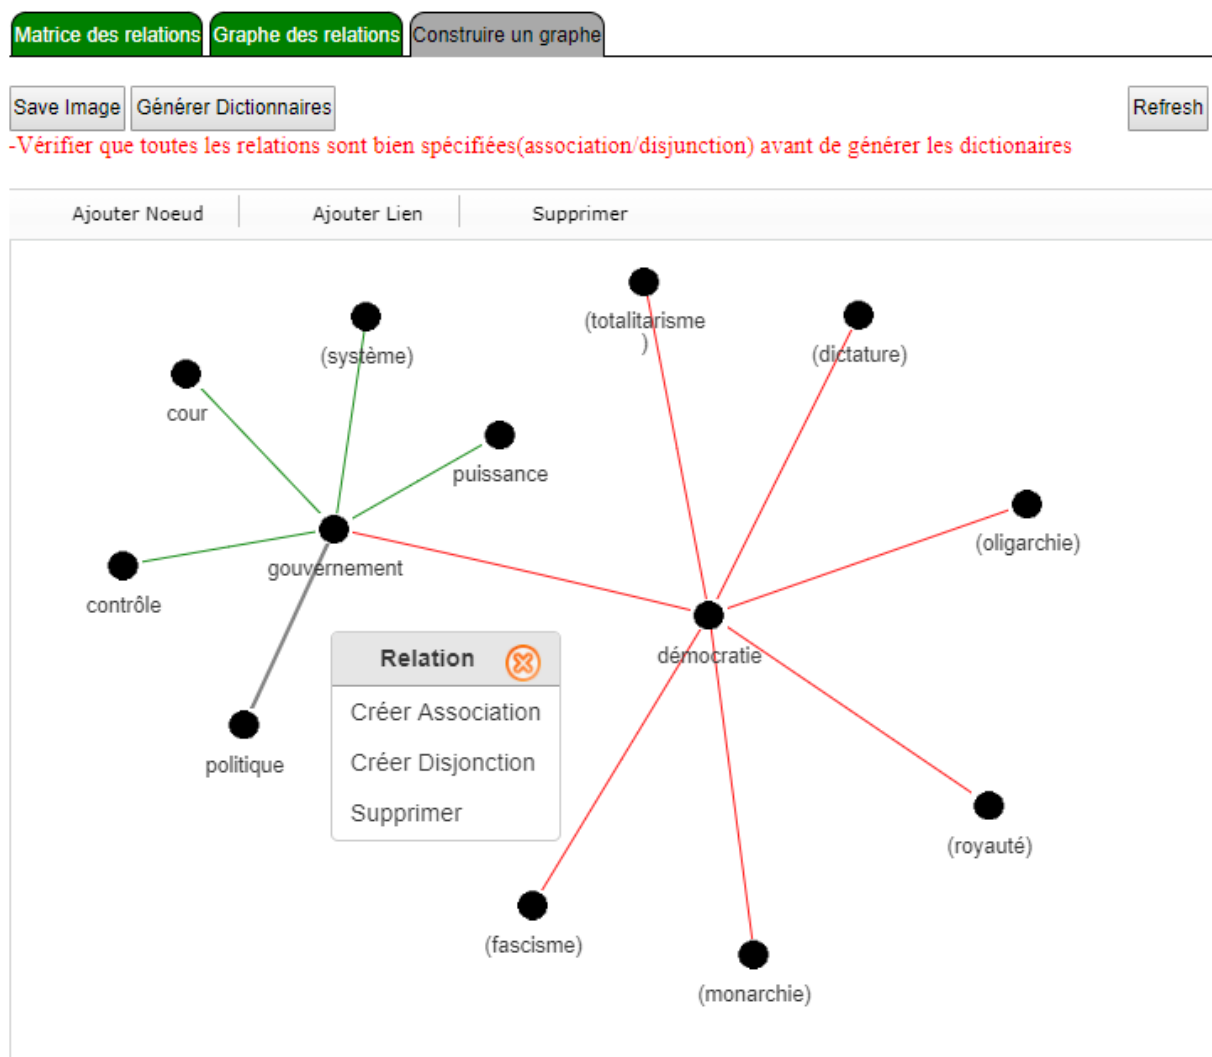 Matrice des relations Graphe des relations Construire un graphe
Save Image Générer Dictionnaires Refresh
-Vérifier que toutes les relations sont bien spécifiées(association/disjunction) avant de générer les dictionaires
Ajouter Noeud Ajouter Lien Supprimer
(totalitarisme
)
(système)
(dictature)
cour
puissance
(oligarchie)
gouvernement
contrôle
démocratie
Relation
Créer Association
Créer Disjonction
Supprimer
politique
(royauté)
(fascisme)
(monarchie)